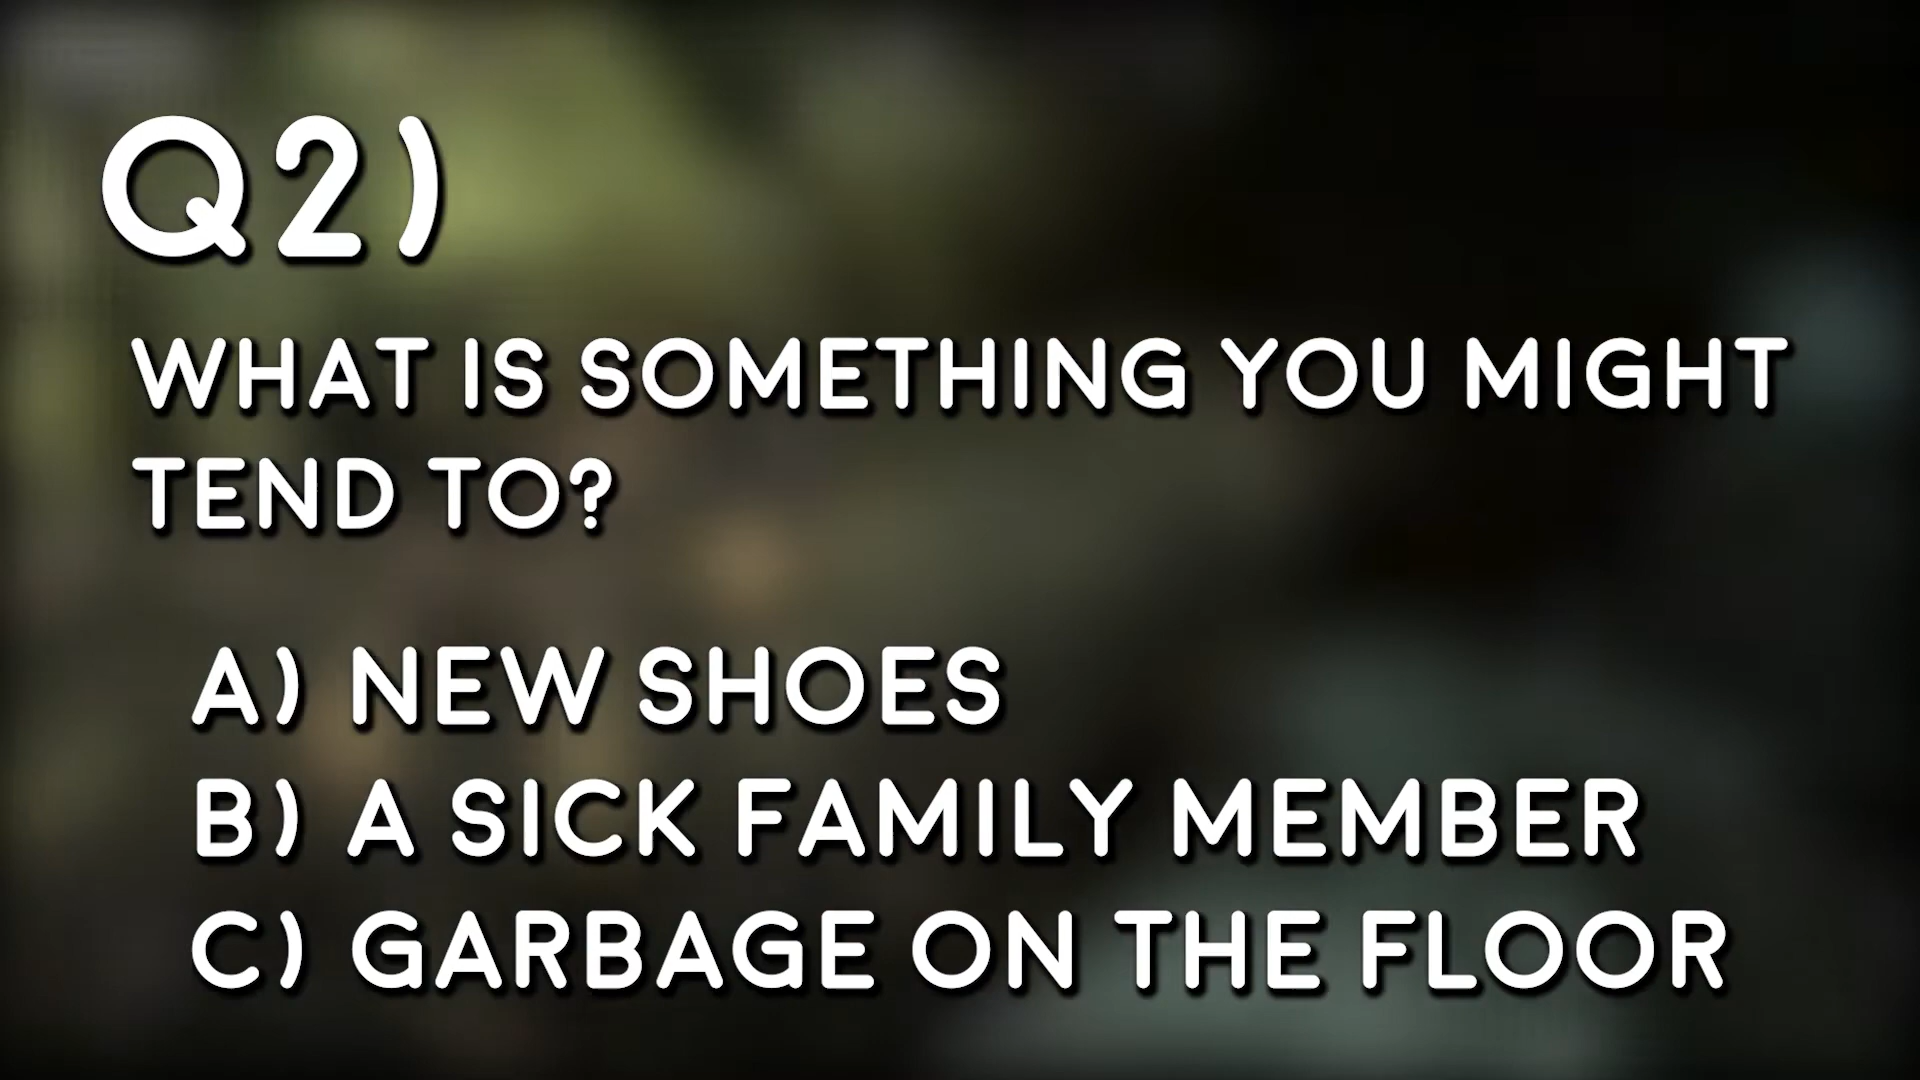 Q2)
WHAT IS SOMETHING YOU MIGHT
TEND TO?
A) NEW SHOES
B) A SICK FAMILY MEMBER
C) GARBAGE ON THE FLOOR